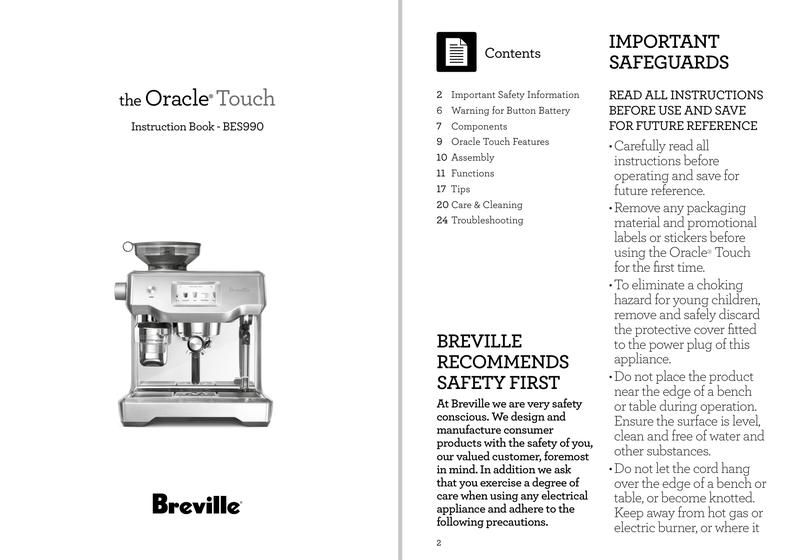 the Oracle® Touch
Instruction Book - BES990
Breville®
Contents
2 Important Safety Information
6 Warning for Button Battery
7 Components
9 Oracle Touch Features
10 Assembly
11 Functions
17 Tips
20 Care & Cleaning
24 Troubleshooting
BREVILLE
RECOMMENDS
SAFETY FIRST
At Breville we are very safety
conscious. We design and
manufacture consumer
products with the safety of you,
our valued customer, foremost
in mind. In addition we ask
that you exercise a degree of
care when using any electrical
appliance and adhere to the
following precautions.
2
IMPORTANT
SAFEGUARDS
READ ALL INSTRUCTIONS
BEFORE USE AND SAVE
FOR FUTURE REFERENCE
• Carefully read all
instructions before
operating and save for
future reference.
• Remove any packaging
material and promotional
labels or stickers before
using the Oracle® Touch
for the first time.
• To eliminate a choking
hazard for young children,
remove and safely discard
the protective cover fitted
to the power plug of this
appliance.
• Do not place the product
near the edge of a bench
or table during operation.
Ensure the surface is level,
clean and free of water and
other substances.
• Do not let the cord hang
over the edge of a bench or
table, or become knotted.
Keep away from hot gas or
electric burner, or where it